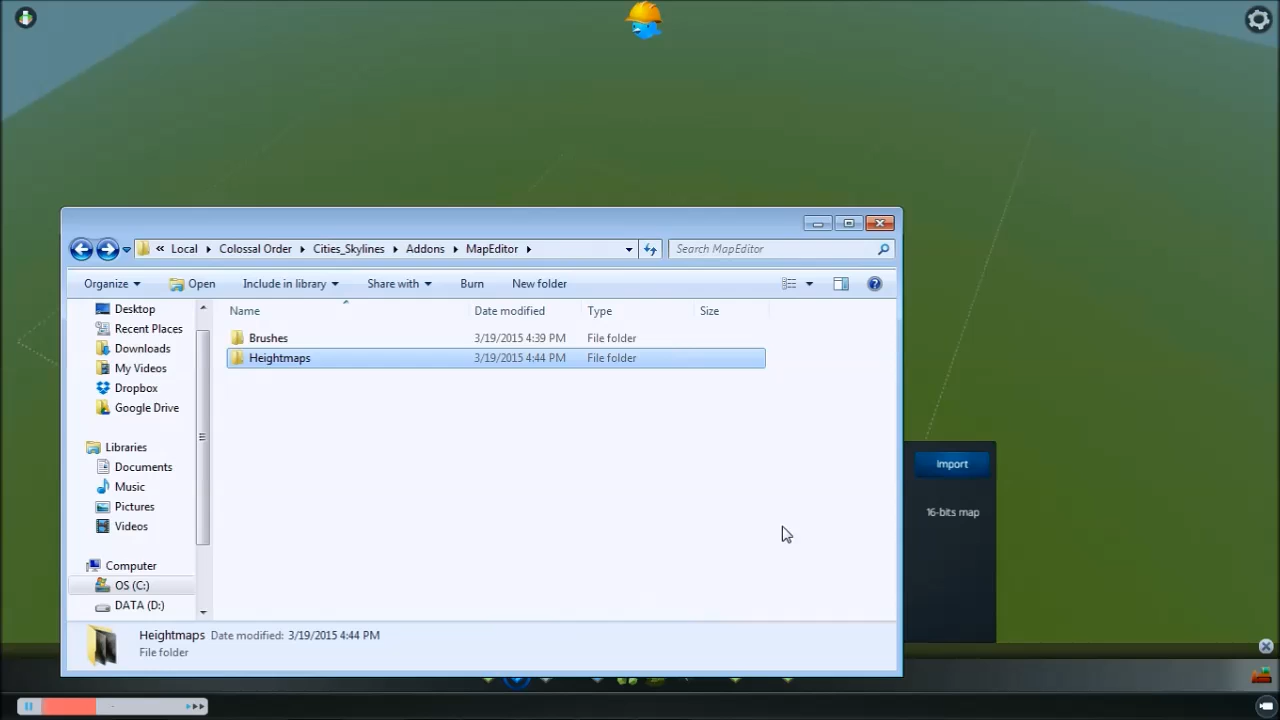 « Local Colossal Order Cities_Skylines Addons MapEditor Search MapEditor
Organize Open Include in library Share with Burn New folder
Name Date modified Type Size
Brushes 3/19/2015 4:39 PM File folder
Heightmaps 3/19/2015 4:44 PM File folder
Desktop
Recent Places
Downloads
My Videos
Dropbox
Google Drive
Libraries
Documents
Music
Pictures
Videos
Computer
OS (C:)
DATA (D:)
Heightmaps Date modified: 3/19/2015 4:44 PM
File folder
Import
16-bits map